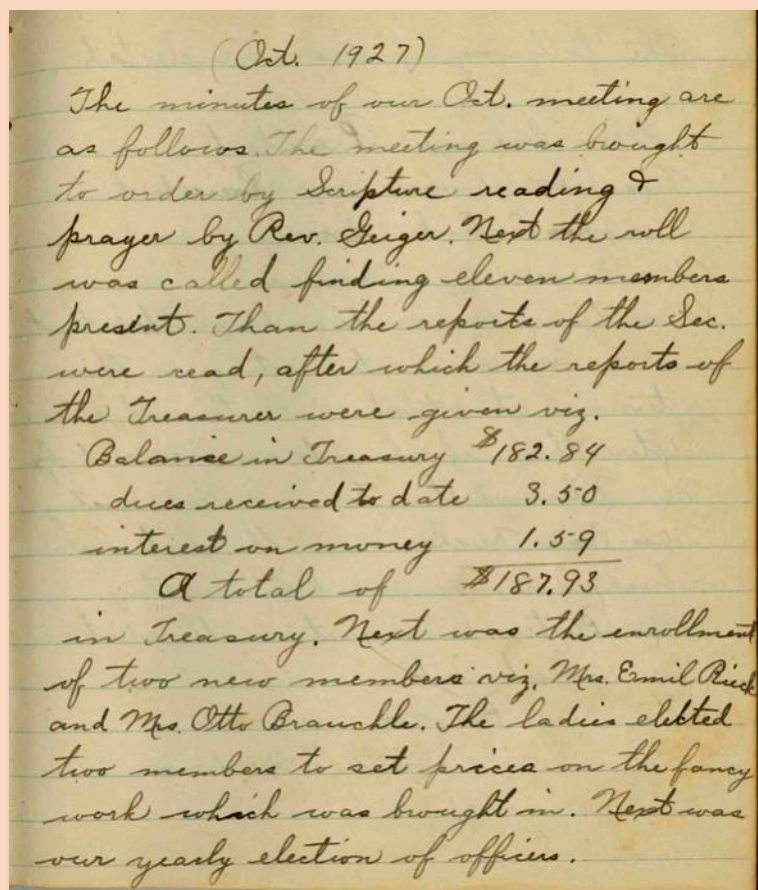 (Oct. 1927)
The minutes of our Oct. meeting are
as follows. The meeting was brought
to order by Scripture reading &
prayer by Rev. Geiger. Next the roll
was called finding eleven members
present. Than the reports of the Sec.
were read, after which the reports of
the Treasurer were given viz.
Balance in Treasury $182.84
dues received to date 3.50
interest on money 1.59
A total of $187.93
in Treasury. Next was the enrollment
of two new members viz. Mrs. Emil Rieck
and Mrs. Otto Brauchle. The ladies elected
two members to set prices on the fancy
work which was brought in. Next was
our yearly election of officers.